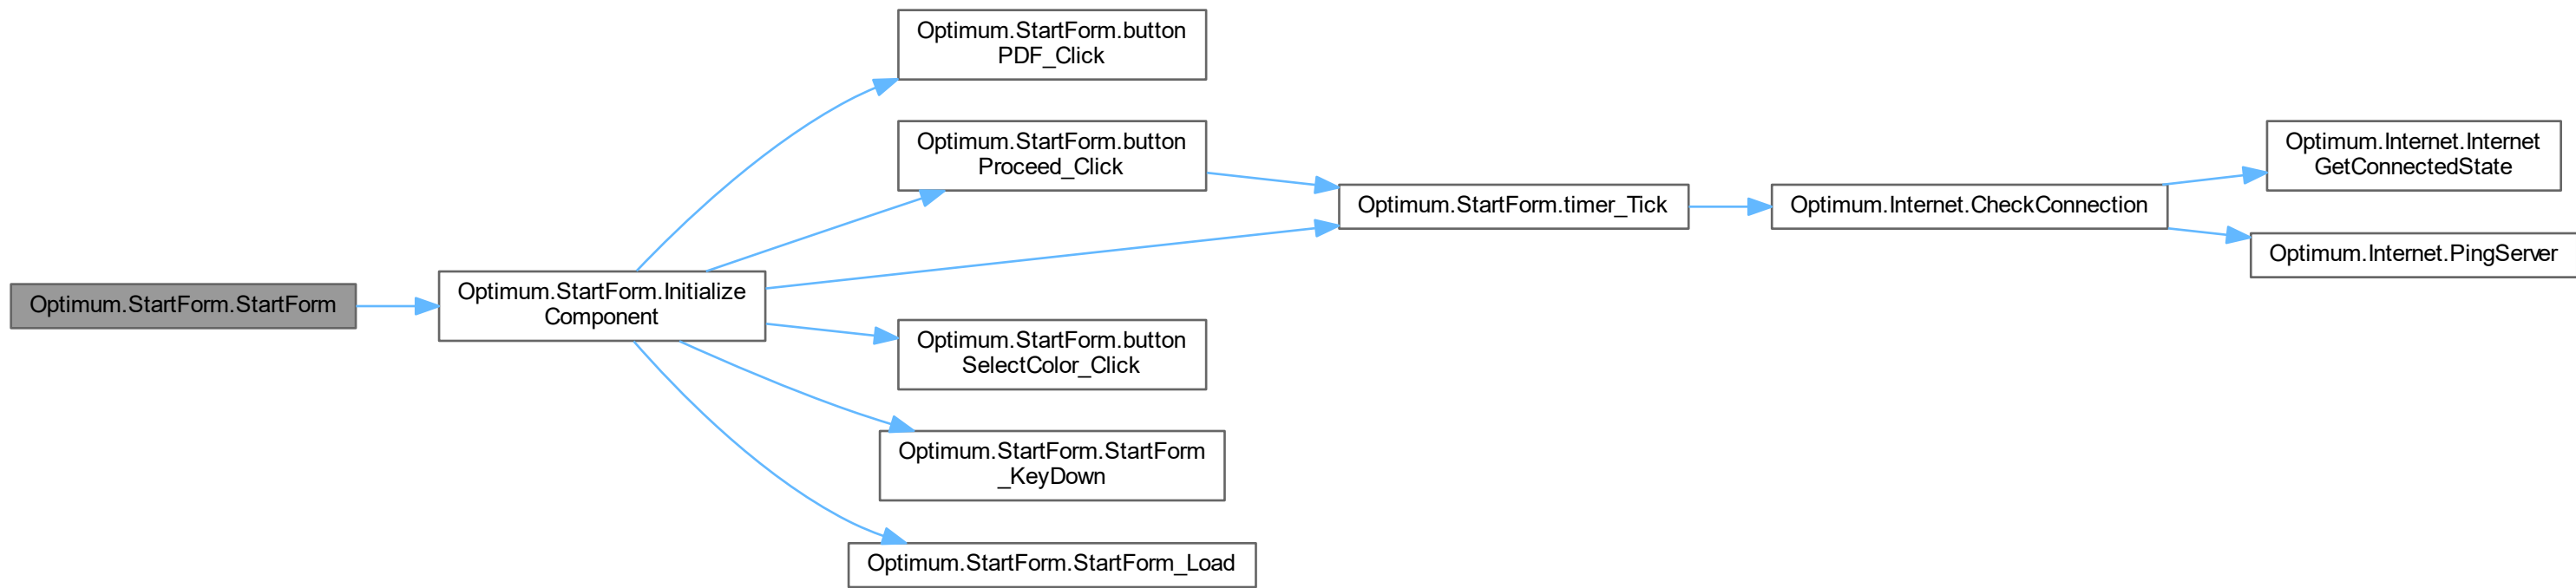 Optimum.StartForm.StartForm
Optimum.StartForm.Initialize
Component
Optimum.StartForm.button
PDF_Click
Optimum.StartForm.button
Proceed_Click
Optimum.StartForm.timer_Tick
Optimum.StartForm.button
SelectColor_Click
Optimum.StartForm.StartForm
_KeyDown
Optimum.StartForm.StartForm_Load
Optimum.Internet.CheckConnection
Optimum.Internet.Internet
GetConnectedState
Optimum.Internet.PingServer